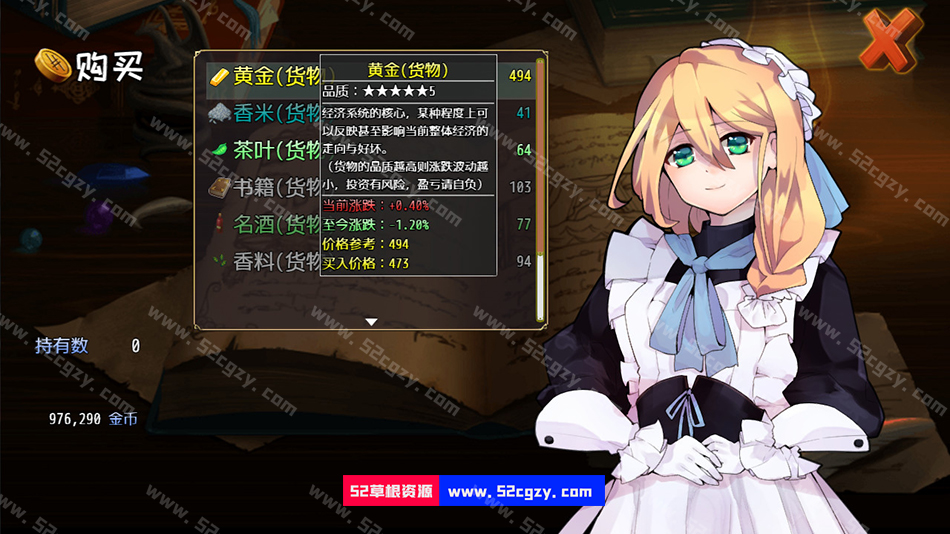 购买
黄金(货物)
494
香米(货物
41
茶叶(货物
64
书籍(货物
103
名酒(货物
77
香料(货物
94
黄金(货物)
品质：★★★★★5
经济系统的核心，某种程度上可
以反映甚至影响当前整体经济的
走向与好坏。
（货物的品质越高则涨跌波动越
小，投资有风险，盈亏请自负）
当前涨跌：+0.40%
至今涨跌：-1.20%
价格参考：494
买入价格：473
持有数 0
976,290 金币
52草根资源 www.52cgzy.com
www.52cgzy.com